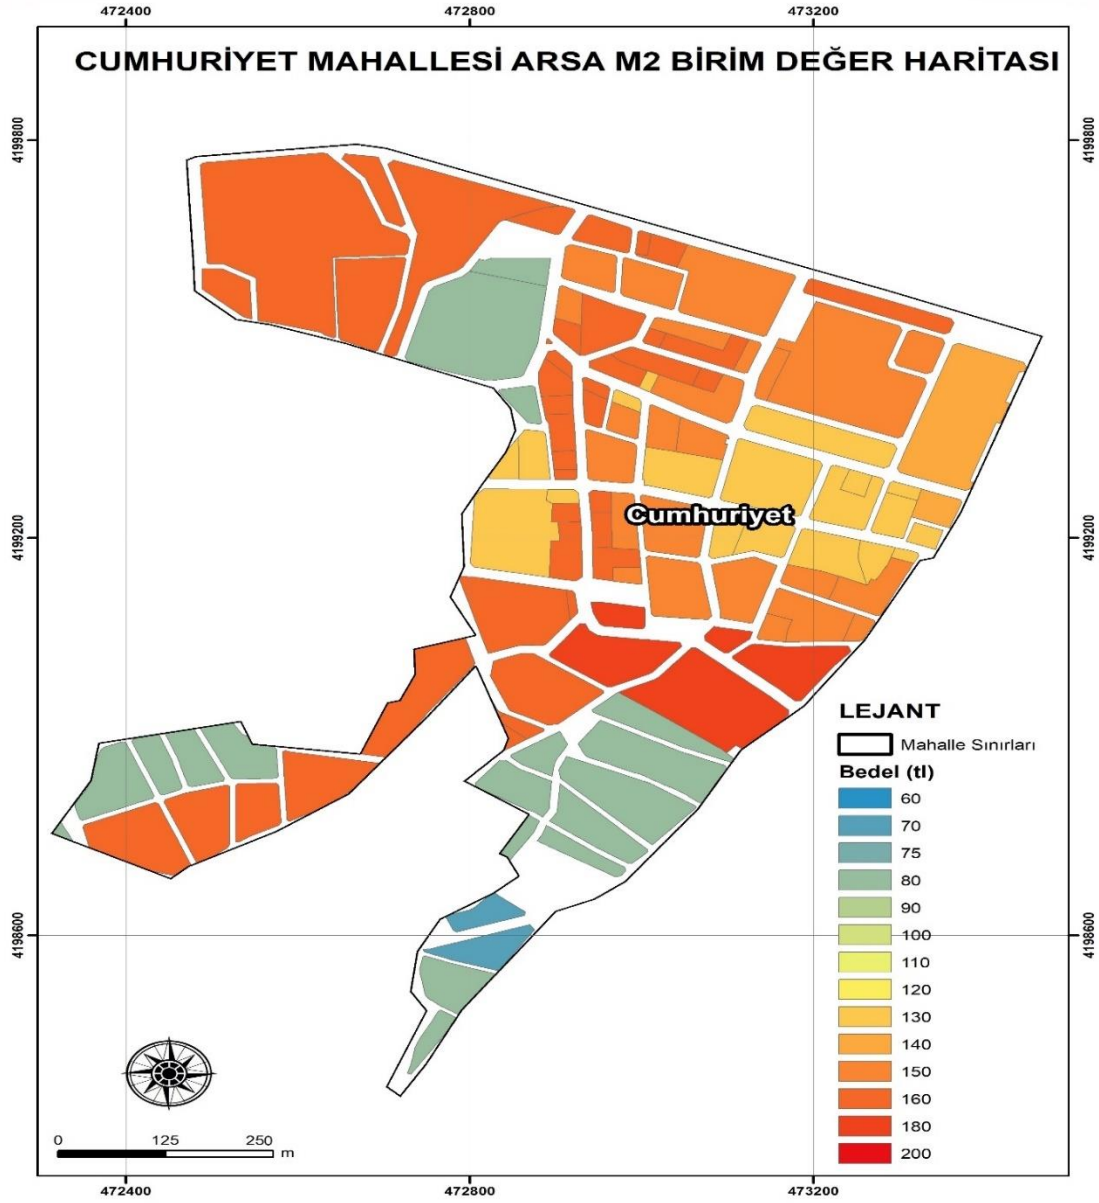 472400 472800 473200
CUMHURİYET MAHALLESİ ARSA M2 BİRİM DEĞER HARİTASI
4199800 4199800
Cumhuriyet
4199200 4199200
LEJANT
Mahalle Sınırları
Bedel (tl)
60
70
75
80
90
4198600 4198600
100
110
120
130
140
150
160
180
200
0 125 250
m
472400 472800 473200